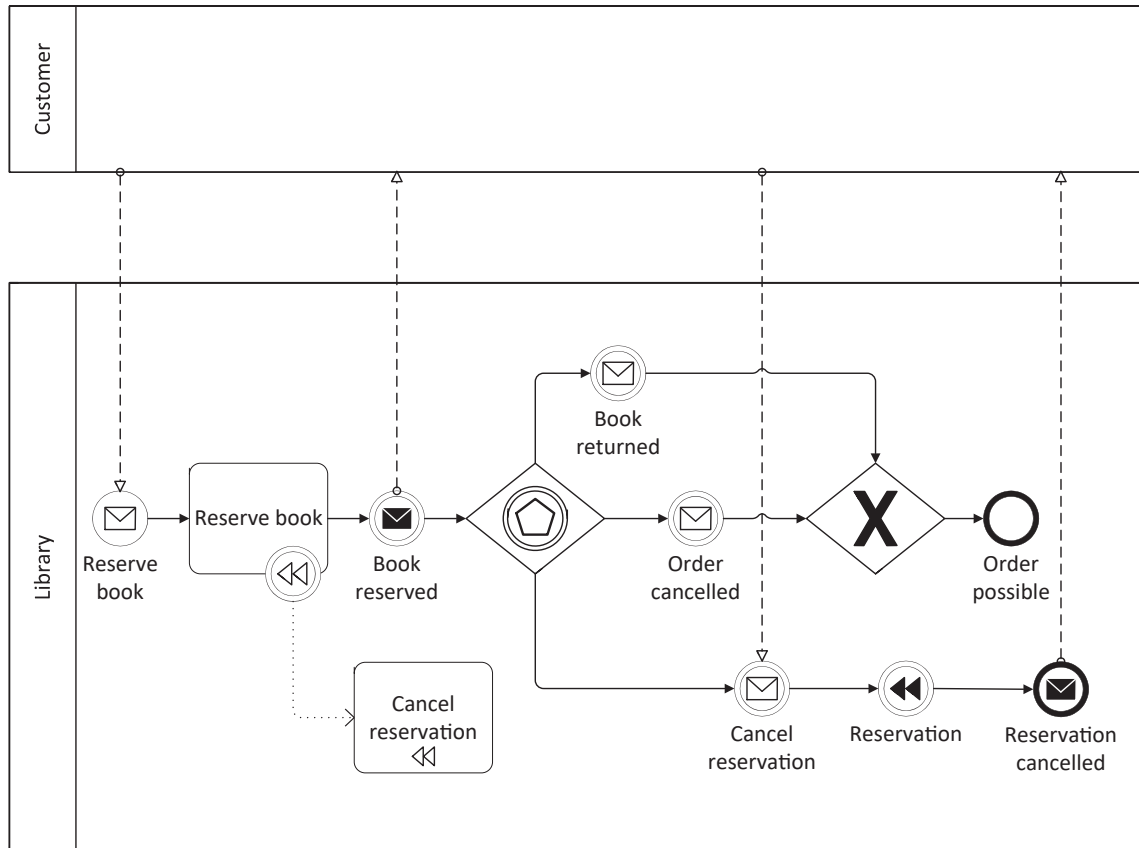 Customer
Library
Reserve
book
Reserve book
Book
reserved
Cancel
reservation
Book
returned
Order
cancelled
Cancel
reservation
Reservation
Order
possible
Reservation
cancelled